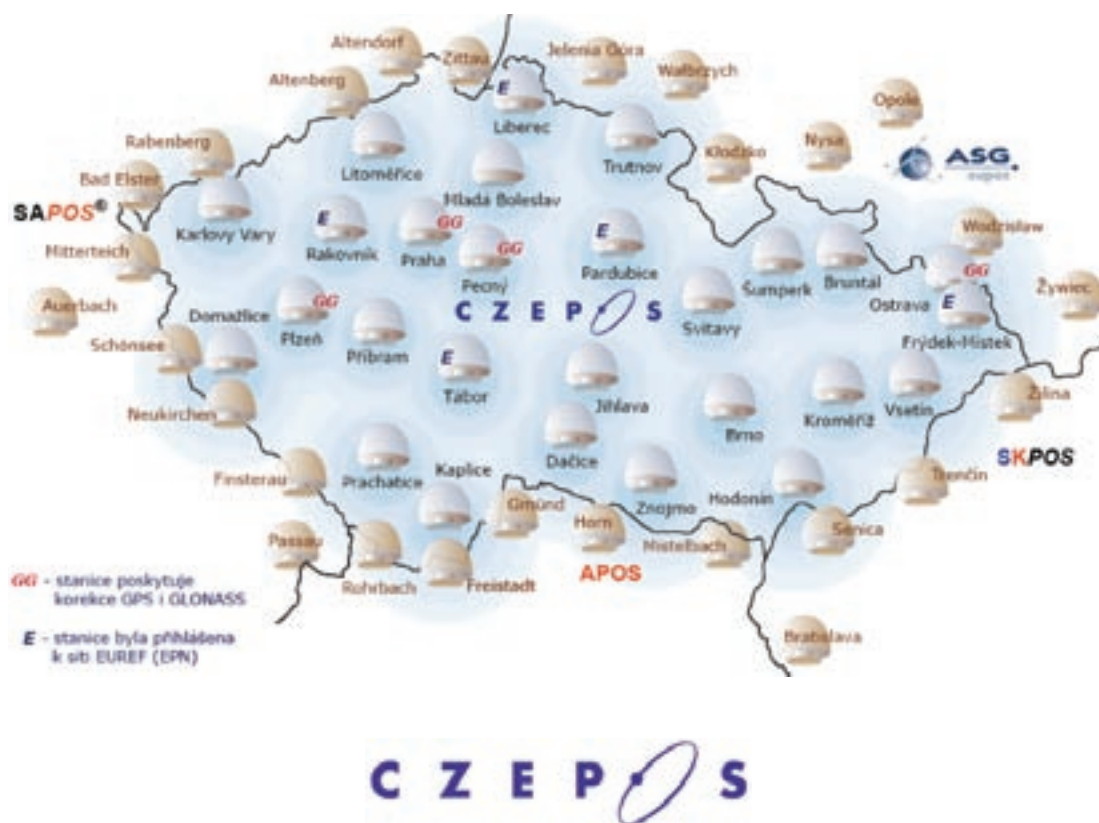 Altendorf
Zittau
Jelenia Góra
Altenberg
E
Wałbrzych
Liberec
Opole
Rabenberg
Litoměřice
Trutnov
Kłodzko
Nysa
ASG
eupos
Bad Elster
Mladá Boleslav
SAPOS®
Karlovy Vary
E
Rakovník
GG
Praha
GG
Pecný
E
Pardubice
Wodzisław
Mitterteich
Šumperk
Bruntál
GG
Ostrava
Żywiec
Auerbach
Domažlice
GG
Plzeň
CZEPOS
Svitavy
E
Frýdek-Místek
Schönsee
Příbram
E
Tábor
Jihlava
Neukirchen
Brno
Kroměříž
Vsetín
Žilina
Finsterau
Prachatice
Kaplice
Dačice
SKPOS
Gmünd
Znojmo
Hodonín
Trenčín
Passau
Horn
Mistelbach
Senica
Rohrbach
Freistadt
APOS
GG - stanice poskytuje
korekce GPS i GLONASS
E - stanice byla přihlášena
k síti EUREF (EPN)
Bratislava
CZEPOS